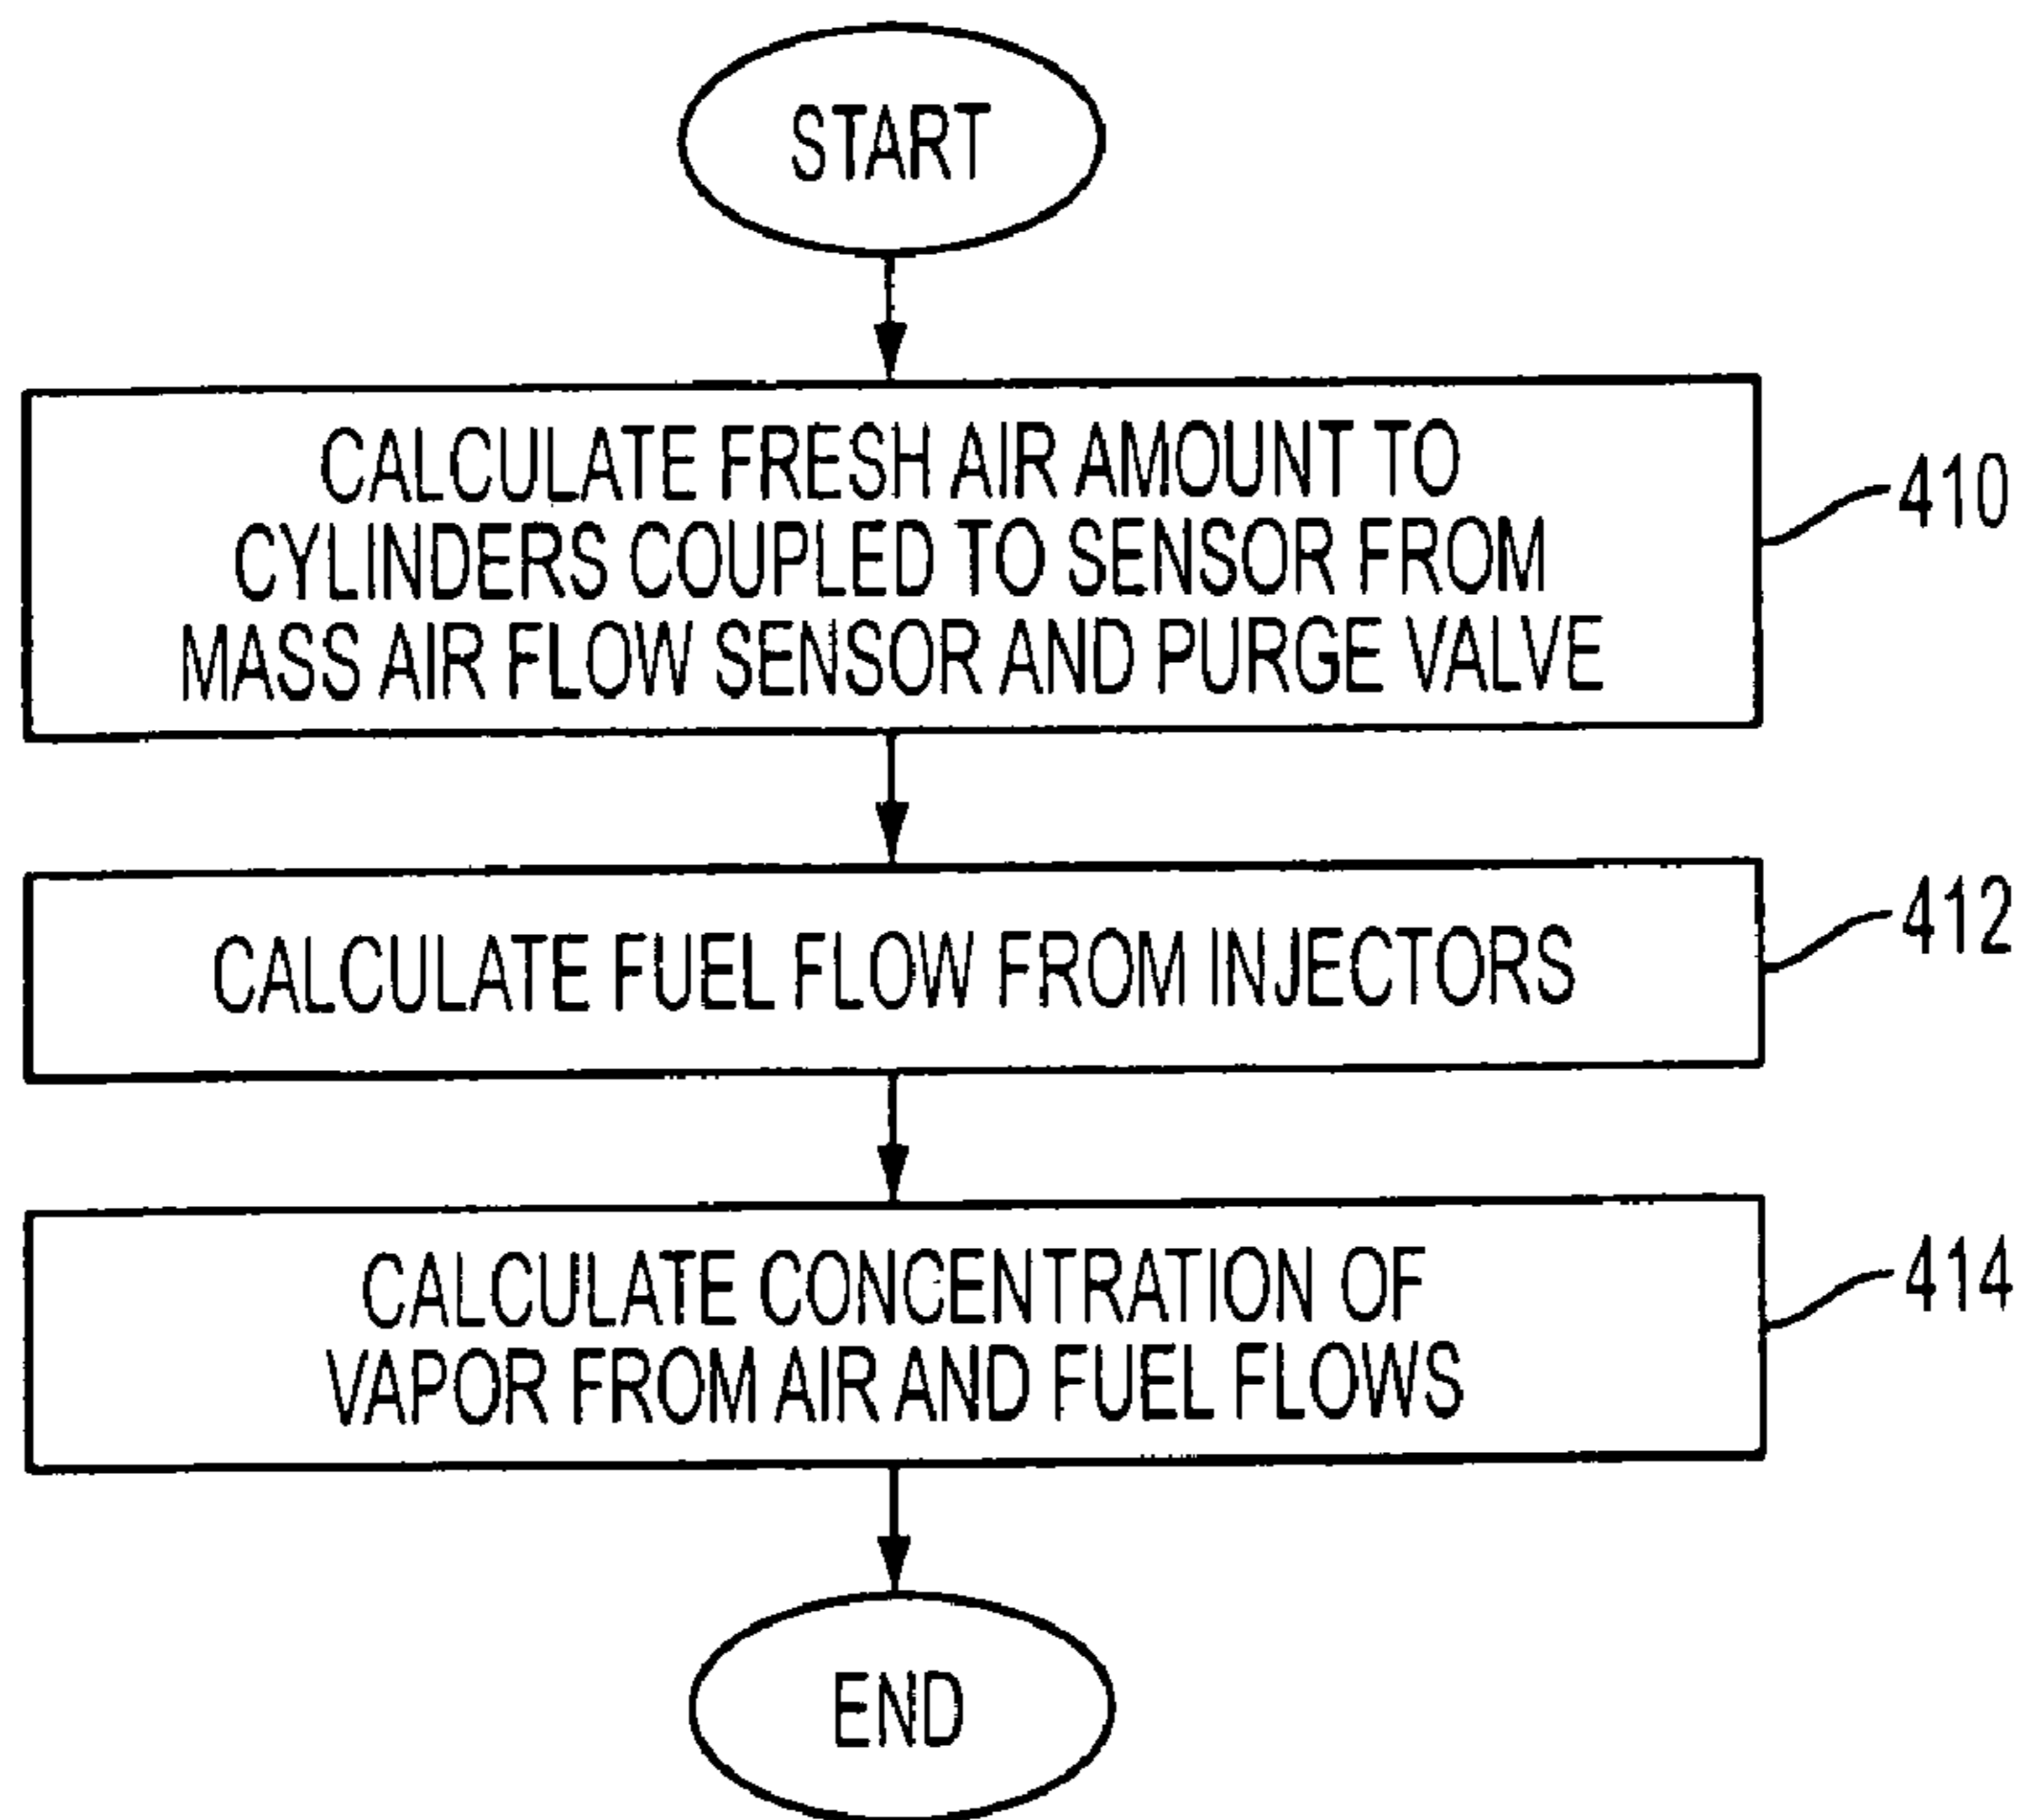 START
CALCULATE FRESH AIR AMOUNT TO
CYLINDERS COUPLED TO SENSOR FROM
MASS AIR FLOW SENSOR AND PURGE VALVE
410
CALCULATE FUEL FLOW FROM INJECTORS
412
CALCULATE CONCENTRATION OF
VAPOR FROM AIR AND FUEL FLOWS
414
END